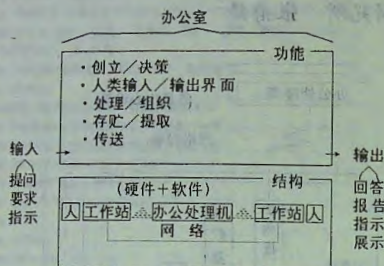 办公室
功能
· 创立／决策
· 人类输入／输出界面
· 处理／组织
· 存贮／提取
· 传送
输入
提问
要求
指示
输出
回答
报告
指示
展示
结构
（硬件＋软件）
人 工作站 办公处理机 工作站 人
网 络